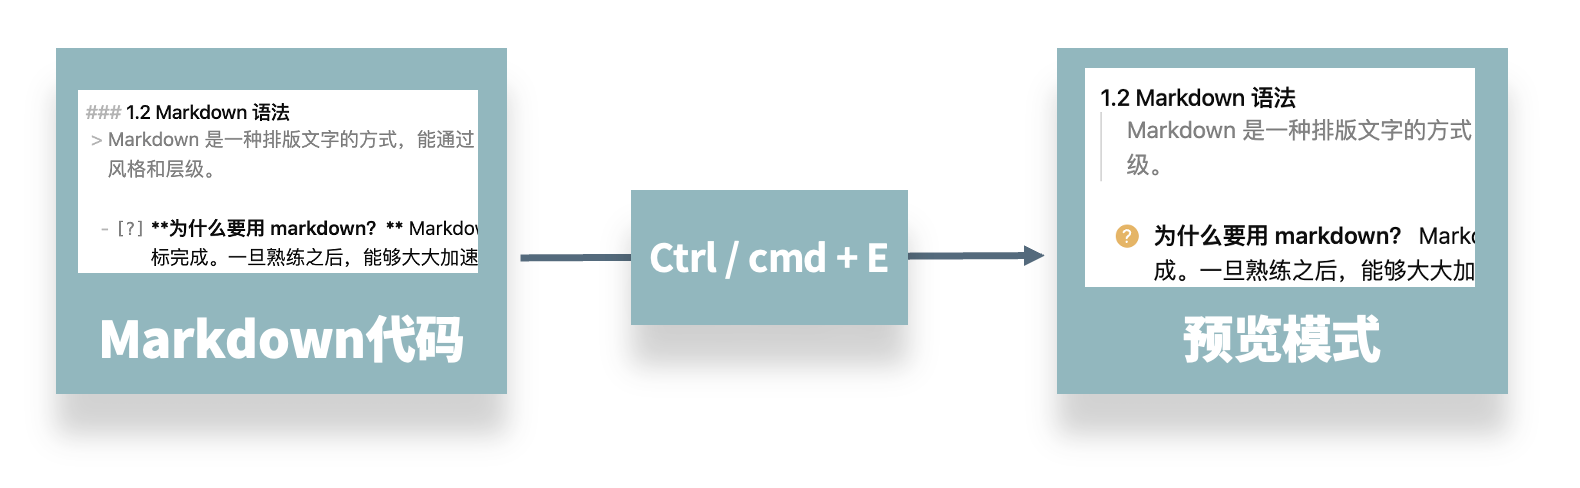 ### 1.2 Markdown 语法
> Markdown 是一种排版文字的方式，能通过
风格和层级。
- [?] **为什么要用 markdown？** Markdow
标完成。一旦熟练之后，能够大大加速
Markdown代码
Ctrl / cmd + E
1.2 Markdown 语法
Markdown 是一种排版文字的方式
级。
? 为什么要用 markdown？ Markd
成。一旦熟练之后，能够大大加
预览模式